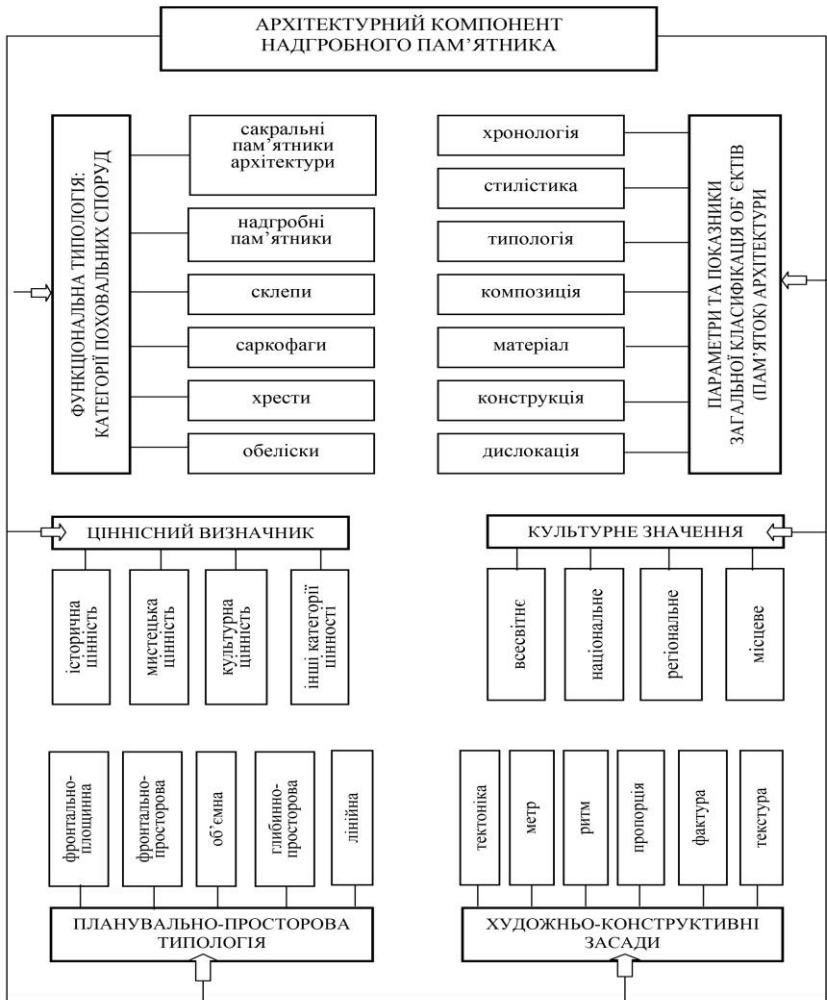 АРХІТЕКТУРНИЙ КОМПОНЕНТ
НАДГРОБНОГО ПАМ’ЯТНИКА
ФУНКЦІОНАЛЬНА ТИПОЛОГІЯ:
КАТЕГОРІЇ ПОХОВАЛЬНИХ СПОРУД
сакральні
пам’ятники
архітектури
надгробні
пам’ятники
склепи
саркофаги
хрести
обеліски
хронологія
стилістика
типологія
композиція
матеріал
конструкція
дислокація
ПАРАМЕТРИ ТА ПОКАЗНИКИ
ЗАГАЛЬНОЇ КЛАСИФІКАЦІЯ ОБ’ ЄКТІВ
(ПАМ’ЯТОК) АРХІТЕКТУРИ
ЦІННІСНИЙ ВИЗНАЧНИК
історична
цінність
мистецька
цінність
культурна
цінність
інші категорії
цінності
КУЛЬТУРНЕ ЗНАЧЕННЯ
всесвітнє
національне
регіональне
місцеве
фронтально-
площинна
фронтально-
просторова
об’ємна
глибинно-
просторова
лінійна
ПЛАНУВАЛЬНО-ПРОСТОРОВА
ТИПОЛОГІЯ
тектоніка
метр
ритм
пропорція
фактура
текстура
ХУДОЖНЬО-КОНСТРУКТИВНІ
ЗАСАДИ